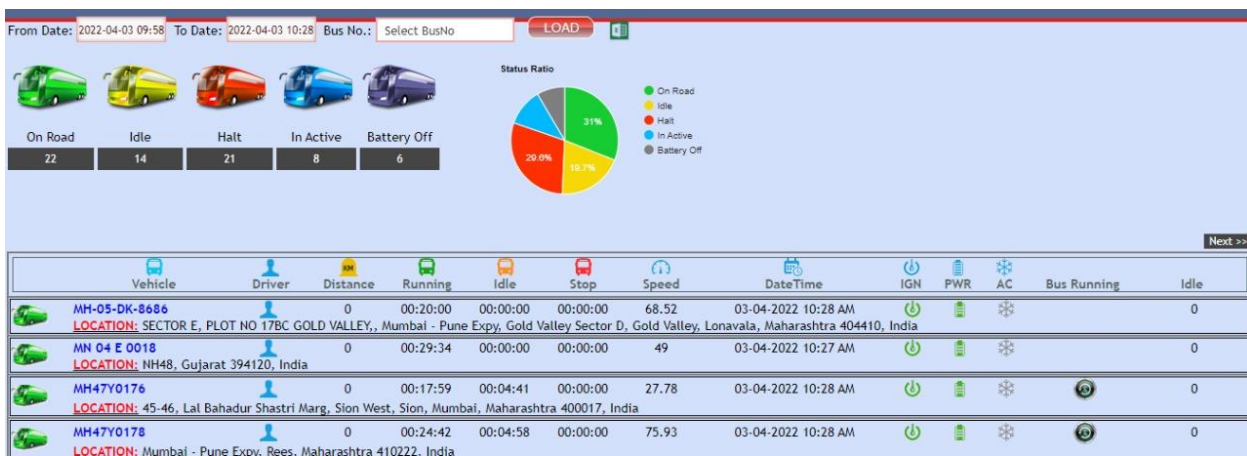 From Date: 2022-04-03 09:58 To Date: 2022-04-03 10:28 Bus No.: Select BusNo LOAD
Status Ratio
On Road
Idle
Halt
In Active
Battery Off
31%
29.6%
19.7%
On Road Idle Halt In Active Battery Off
22 14 21 8 6
Next >>
KM
Vehicle Driver Distance Running Idle Stop Speed DateTime IGN PWR AC Bus Running Idle
MH-05-DK-8686 0 00:20:00 00:00:00 00:00:00 68.52 03-04-2022 10:28 AM 0
LOCATION: SECTOR E, PLOT NO 17BC GOLD VALLEY,, Mumbai - Pune Expy, Gold Valley Sector D, Gold Valley, Lonavala, Maharashtra 404410, India
MN 04 E 0018 0 00:29:34 00:00:00 00:00:00 49 03-04-2022 10:27 AM 0
LOCATION: NH48, Gujarat 394120, India
MH47Y0176 0 00:17:59 00:04:41 00:00:00 27.78 03-04-2022 10:28 AM 0
LOCATION: 45-46, Lal Bahadur Shastri Marg, Sion West, Sion, Mumbai, Maharashtra 400017, India
MH47Y0178 0 00:24:42 00:04:58 00:00:00 75.93 03-04-2022 10:28 AM 0
LOCATION: Mumbai - Pune Expy, Rees, Maharashtra 410222, India